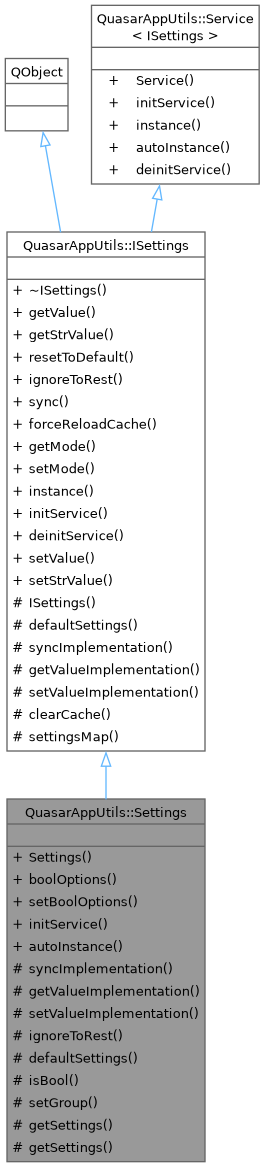 QuasarAppUtils::Service
< ISettings >
+ Service()
+ initService()
+ instance()
+ autoInstance()
+ deinitService()
QObject
QuasarAppUtils::ISettings
+ ~ISettings()
+ getValue()
+ getStrValue()
+ resetToDefault()
+ ignoreToRest()
+ sync()
+ forceReloadCache()
+ getMode()
+ setMode()
+ instance()
+ initService()
+ deinitService()
+ setValue()
+ setStrValue()
# ISettings()
# defaultSettings()
# syncImplementation()
# getValueImplementation()
# setValueImplementation()
# clearCache()
# settingsMap()
QuasarAppUtils::Settings
+ Settings()
+ boolOptions()
+ setBoolOptions()
+ initService()
+ autoInstance()
# syncImplementation()
# getValueImplementation()
# setValueImplementation()
# ignoreToRest()
# defaultSettings()
# isBool()
# setGroup()
# getSettings()
# getSettings()